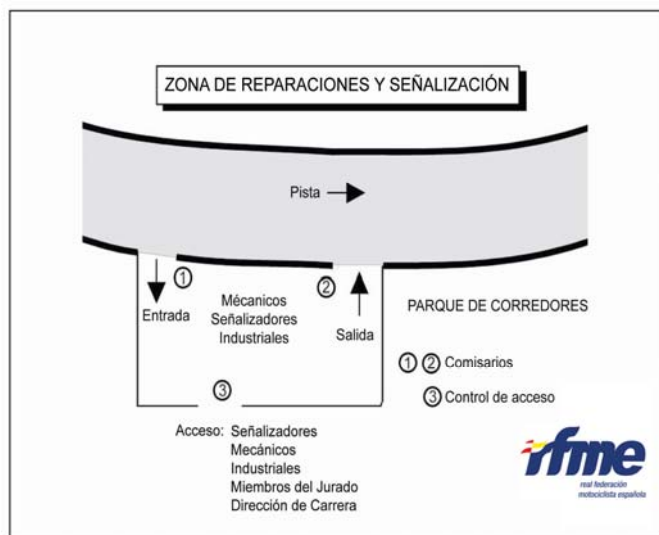 ZONA DE REPARACIONES Y SEÑALIZACIÓN
Pista
1
2
Entrada
Mécanicos
Señalizadores
Industriales
Salida
PARQUE DE CORREDORES
1 2 Comisarios
3
3 Control de acceso
Acceso: Señalizadores
Mecánicos
Industriales
Miembros del Jurado
Dirección de Carrera
rfme
real federación
motociclista española